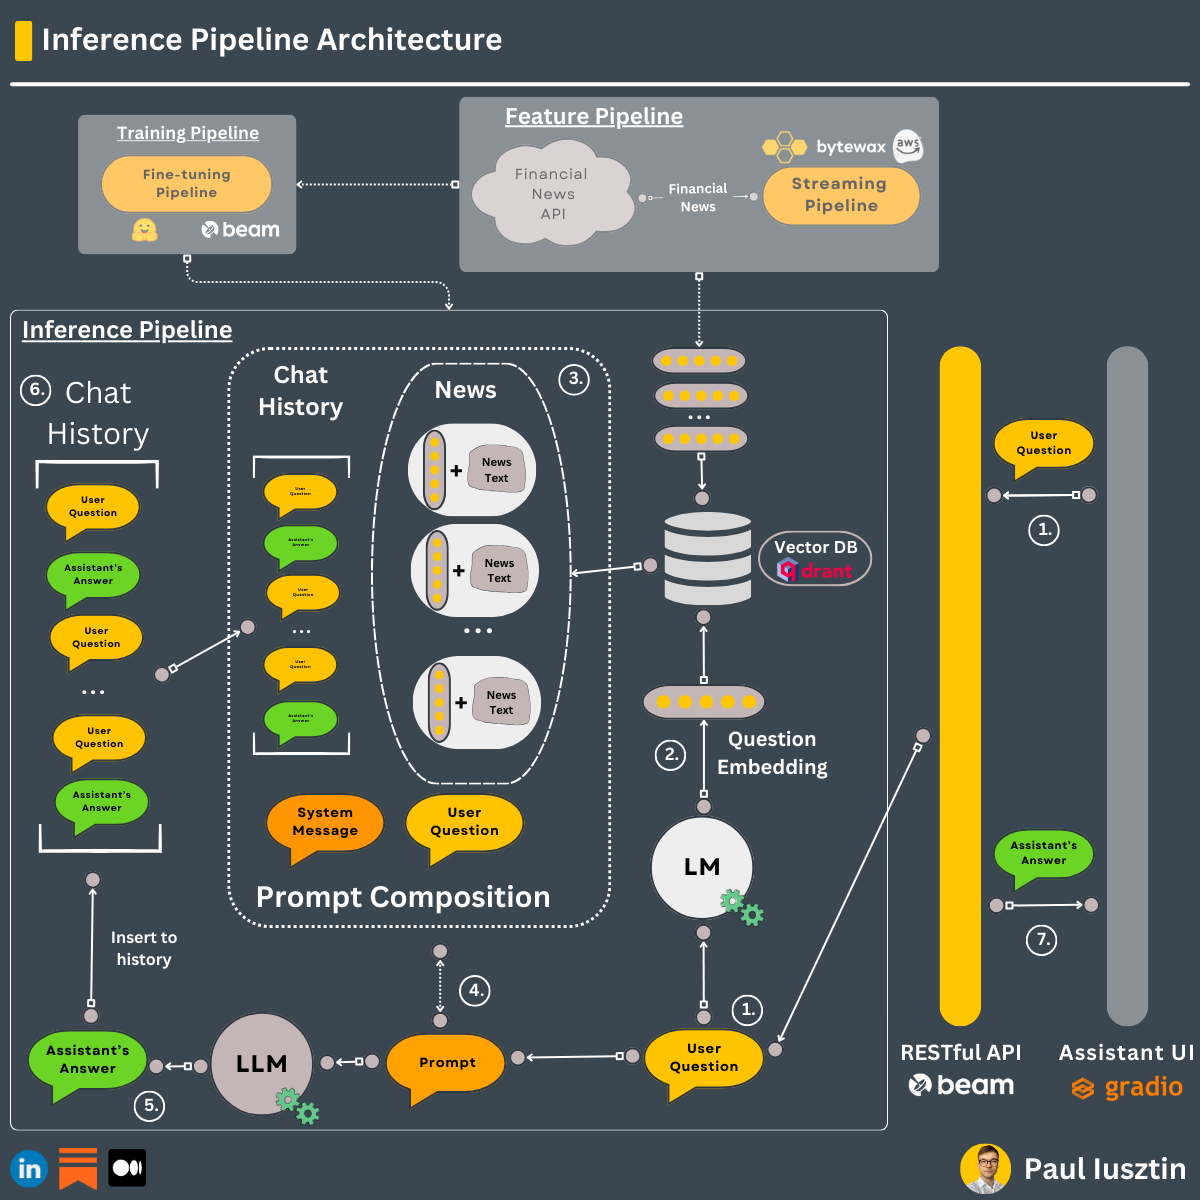 Inference Pipeline Architecture
Training Pipeline
Fine-tuning
Pipeline
beam
Feature Pipeline
Financial
News
API
Financial
News
bytewax
aws
Streaming
Pipeline
Inference Pipeline
6.
Chat
History
User
Question
Assistant's
Answer
User
Question
...
User
Question
Assistant's
Answer
Insert to
history
Chat
History
User
Question
Assistant's
Answer
User
Question
...
User
Question
Assistant's
Answer
News
3.
+
News
Text
+
News
Text
...
+
News
Text
System
Message
User
Question
Prompt Composition
...
Vector DB
drant
2.
Question
Embedding
LM
1.
User
Question
4.
Prompt
LLM
5.
Assistant's
Answer
User
Question
1.
Assistant's
Answer
7.
RESTful API
beam
Assistant UI
gradio
in
Paul Iusztin